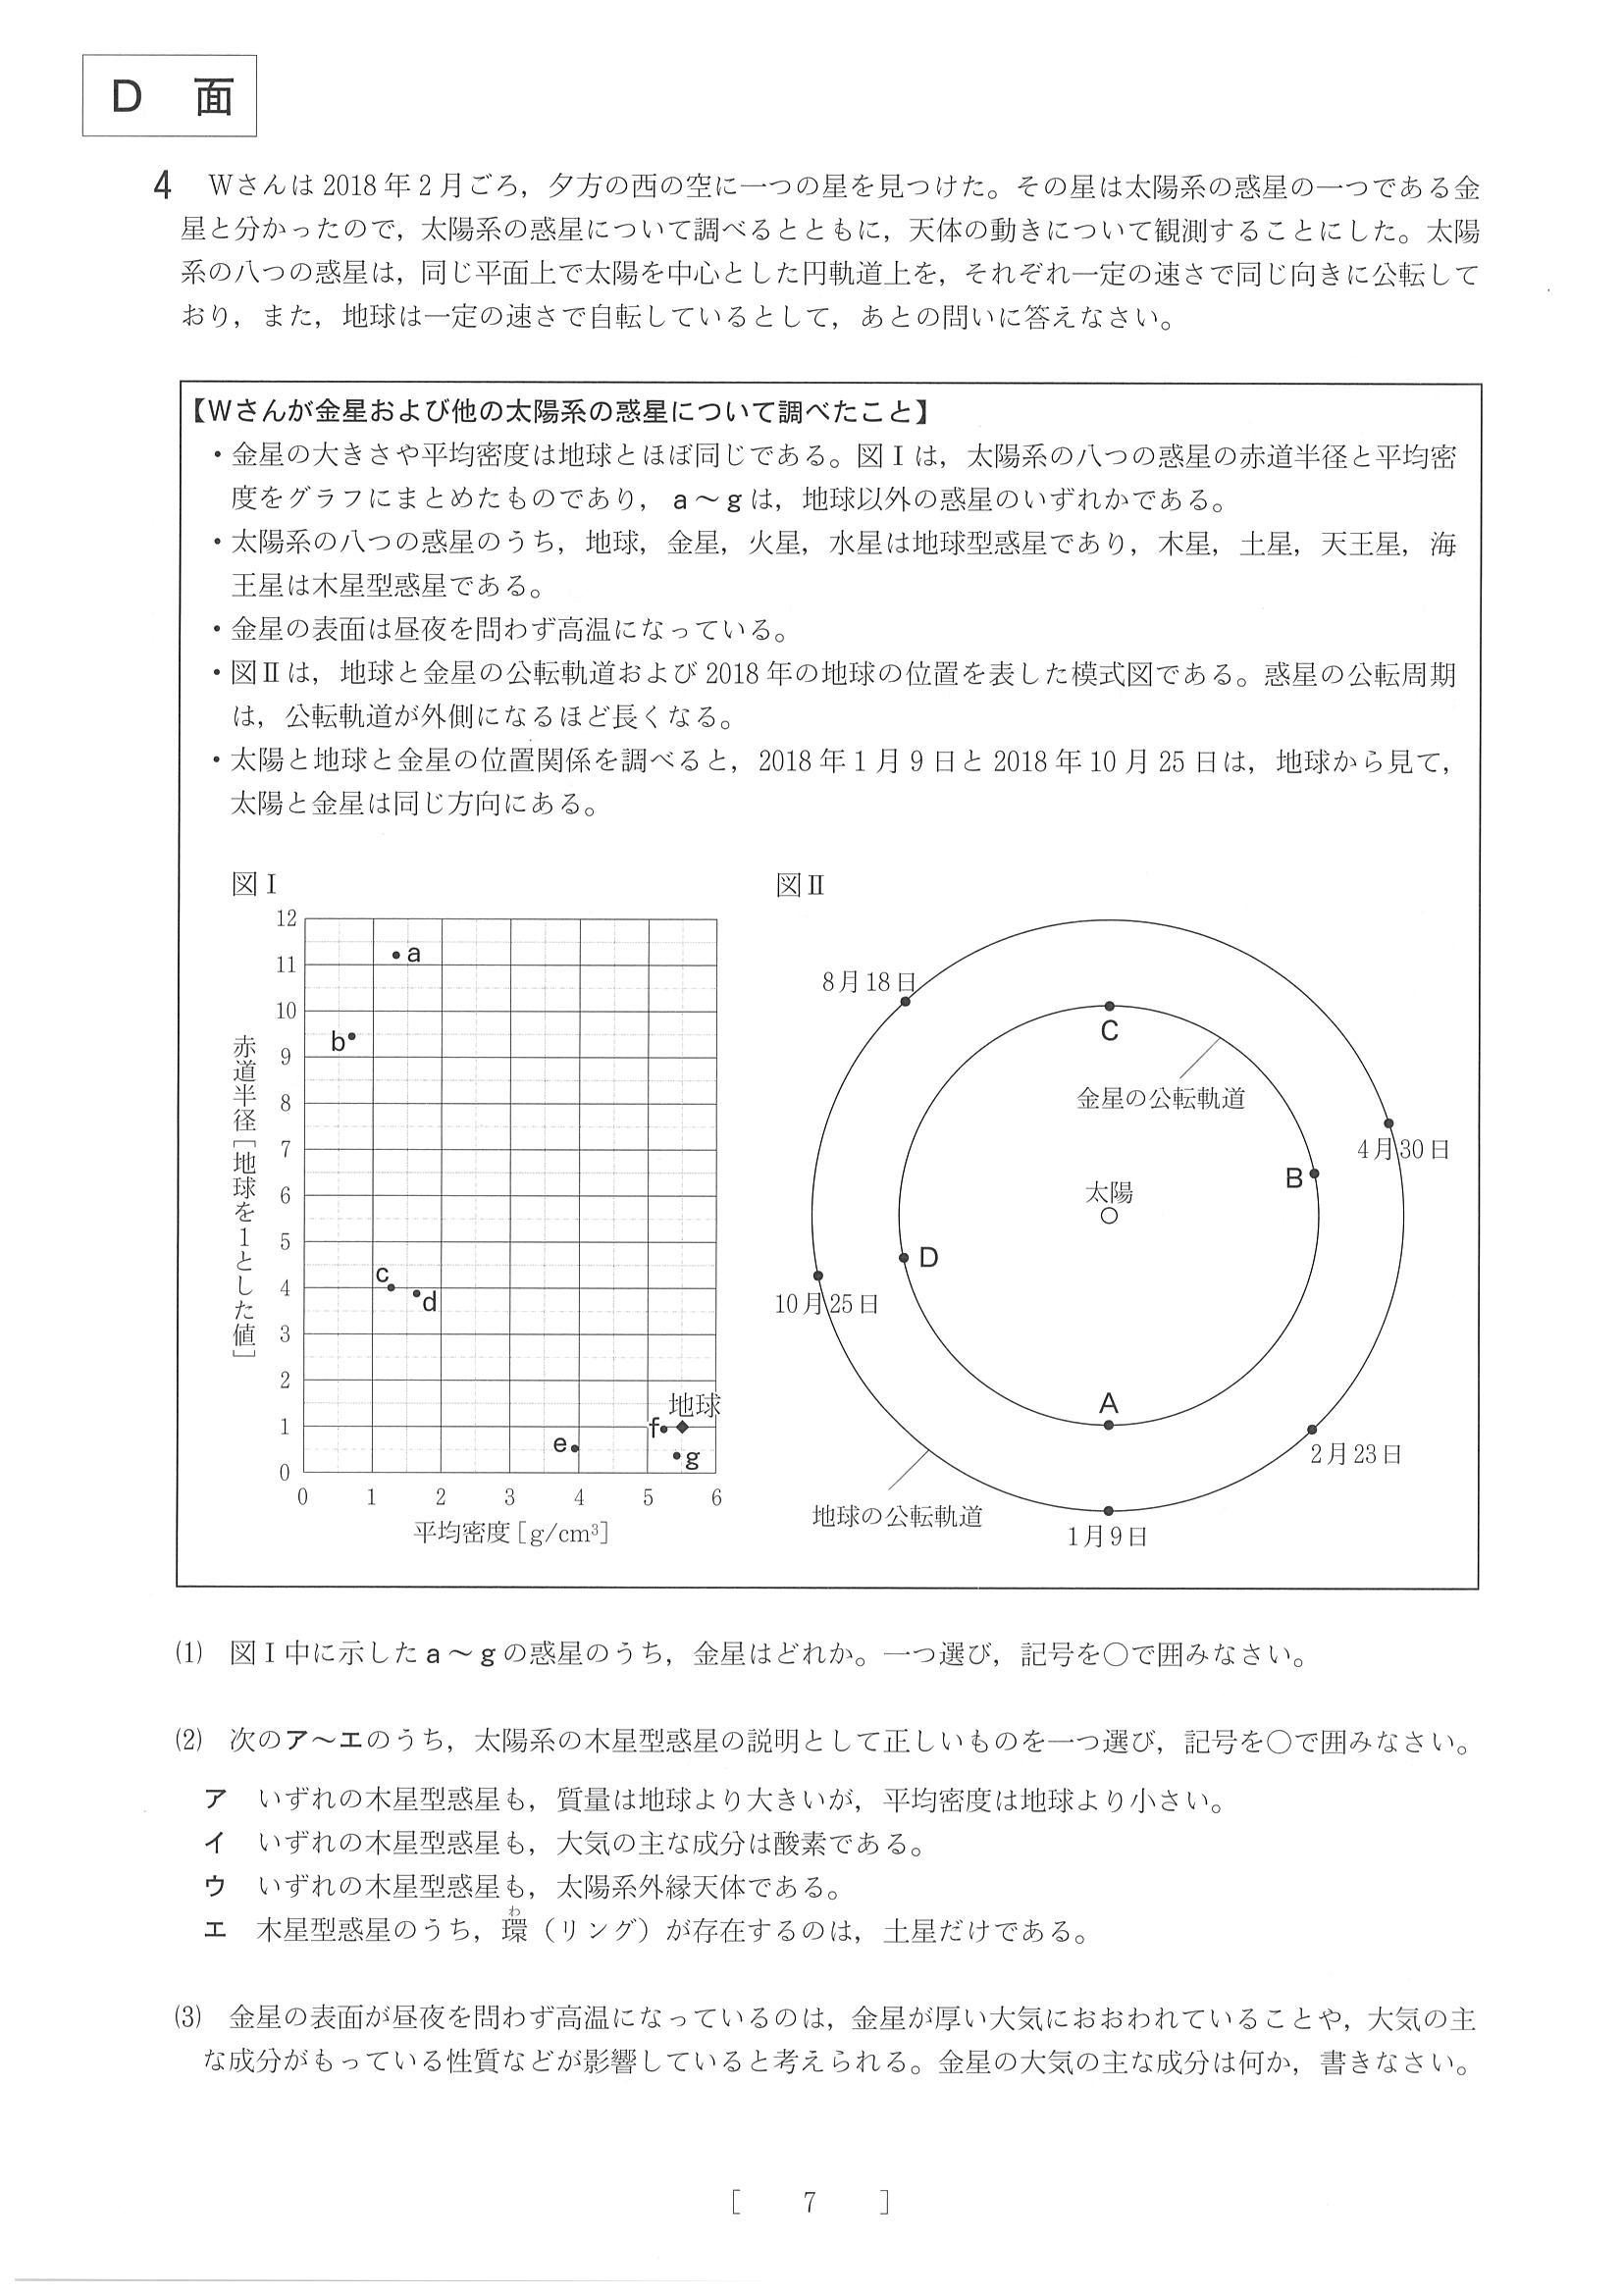 D 面
4 Wさんは2018年2月ごろ，夕方の西の空に一つの星を見つけた。その星は太陽系の惑星の一つである金
星と分かったので，太陽系の惑星について調べるとともに，天体の動きについて観測することにした。太陽
系の八つの惑星は，同じ平面上で太陽を中心とした円軌道上を，それぞれ一定の速さで同じ向きに公転して
おり，また，地球は一定の速さで自転しているとして，あとの問いに答えなさい。
【Wさんが金星および他の太陽系の惑星について調べたこと】
・金星の大きさや平均密度は地球とほぼ同じである。図Ⅰは，太陽系の八つの惑星の赤道半径と平均密
度をグラフにまとめたものであり，a～gは，地球以外の惑星のいずれかである。
・太陽系の八つの惑星のうち，地球，金星，火星，水星は地球型惑星であり，木星，土星，天王星，海
王星は木星型惑星である。
・金星の表面は昼夜を問わず高温になっている。
・図Ⅱは，地球と金星の公転軌道および2018年の地球の位置を表した模式図である。惑星の公転周期
は，公転軌道が外側になるほど長くなる。
・太陽と地球と金星の位置関係を調べると，2018年1月9日と2018年10月25日は，地球から見て，
太陽と金星は同じ方向にある。
図Ⅰ
12
11
10
9
8
7
6
5
4
3
2
1
0
赤道半径［地球を1とした値］
a
b
c
d
e
f
地球
g
0 1 2 3 4 5 6
平均密度［g/cm³］
図Ⅱ
8月18日
C
金星の公転軌道
4月30日
B
太陽
D
10月25日
A
2月23日
地球の公転軌道
1月9日
⑴ 図Ⅰ中に示したa～gの惑星のうち，金星はどれか。一つ選び，記号を○で囲みなさい。
⑵ 次のア～エのうち，太陽系の木星型惑星の説明として正しいものを一つ選び，記号を○で囲みなさい。
ア いずれの木星型惑星も，質量は地球より大きいが，平均密度は地球より小さい。
イ いずれの木星型惑星も，大気の主な成分は酸素である。
ウ いずれの木星型惑星も，太陽系外縁天体である。
わ
エ 木星型惑星のうち，環（リング）が存在するのは，土星だけである。
⑶ 金星の表面が昼夜を問わず高温になっているのは，金星が厚い大気におおわれていることや，大気の主
な成分がもっている性質などが影響していると考えられる。金星の大気の主な成分は何か，書きなさい。
［ 7 ］